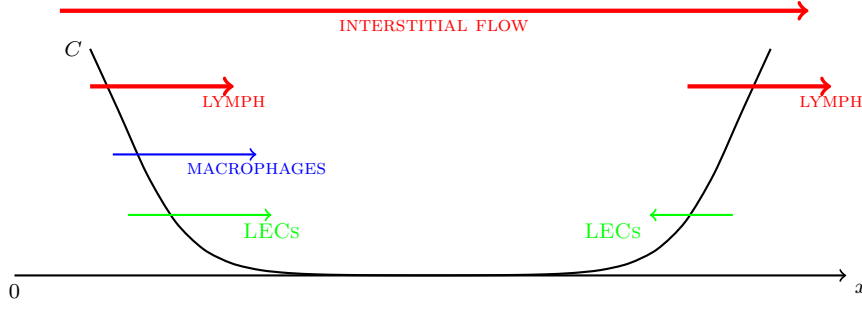 INTERSTITIAL FLOW
C
LYMPH
LYMPH
MACROPHAGES
LECs
LECs
0
x